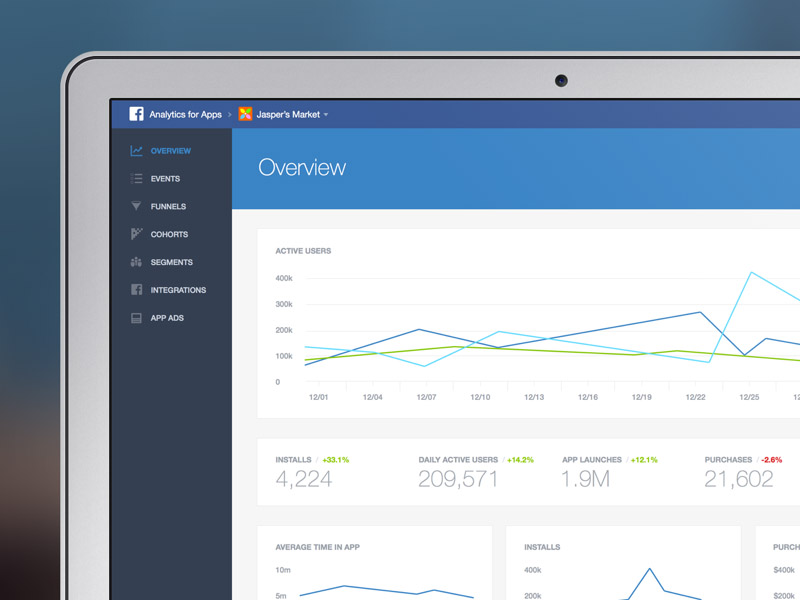 Analytics for Apps > Jasper's Market
OVERVIEW
EVENTS
FUNNELS
COHORTS
SEGMENTS
INTEGRATIONS
APP ADS
Overview
ACTIVE USERS
400k
300k
200k
100k
0
12/01 12/04 12/07 12/10 12/13 12/16 12/19 12/22 12/25 12
INSTALLS / +33.1% DAILY ACTIVE USERS / +14.2% APP LAUNCHES / +12.1% PURCHASES / -2.6%
4,224 209,571 1.9M 21,602
AVERAGE TIME IN APP INSTALLS PURCH
10m 400k $400k
5m 200k $200k